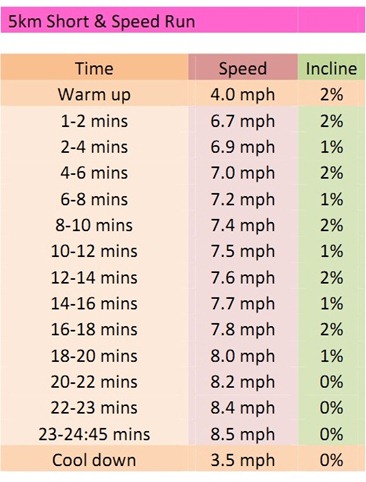 5km Short & Speed Run
Time Speed Incline
Warm up 4.0 mph 2%
1-2 mins 6.7 mph 2%
2-4 mins 6.9 mph 1%
4-6 mins 7.0 mph 2%
6-8 mins 7.2 mph 1%
8-10 mins 7.4 mph 2%
10-12 mins 7.5 mph 1%
12-14 mins 7.6 mph 2%
14-16 mins 7.7 mph 1%
16-18 mins 7.8 mph 2%
18-20 mins 8.0 mph 1%
20-22 mins 8.2 mph 0%
22-23 mins 8.4 mph 0%
23-24:45 mins 8.5 mph 0%
Cool down 3.5 mph 0%